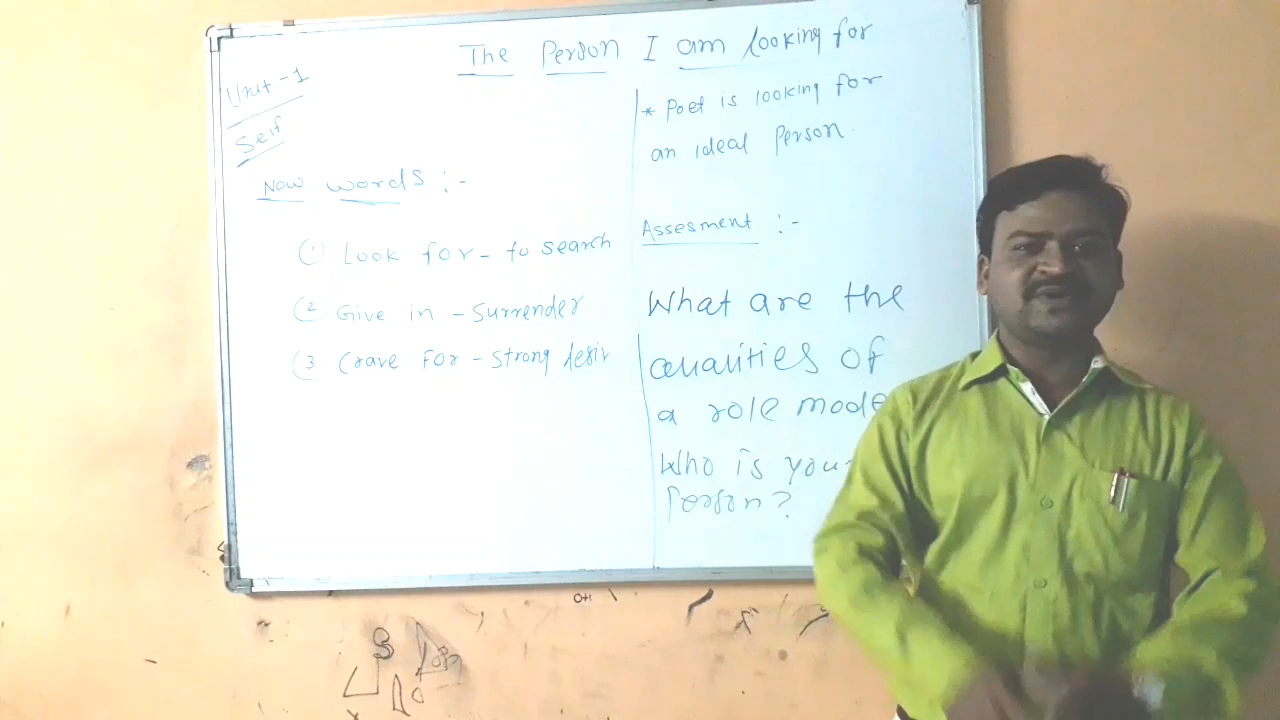 The Person I am looking for
Unit-1
Self
New words :-
(1) Look for - to search
(2) Give in - Surrender
(3) Crave For - Strong desir
* Poet is looking for
an ideal Person.
Assesment :-
What are the
qualities of
a role mode
Who is your
Person?